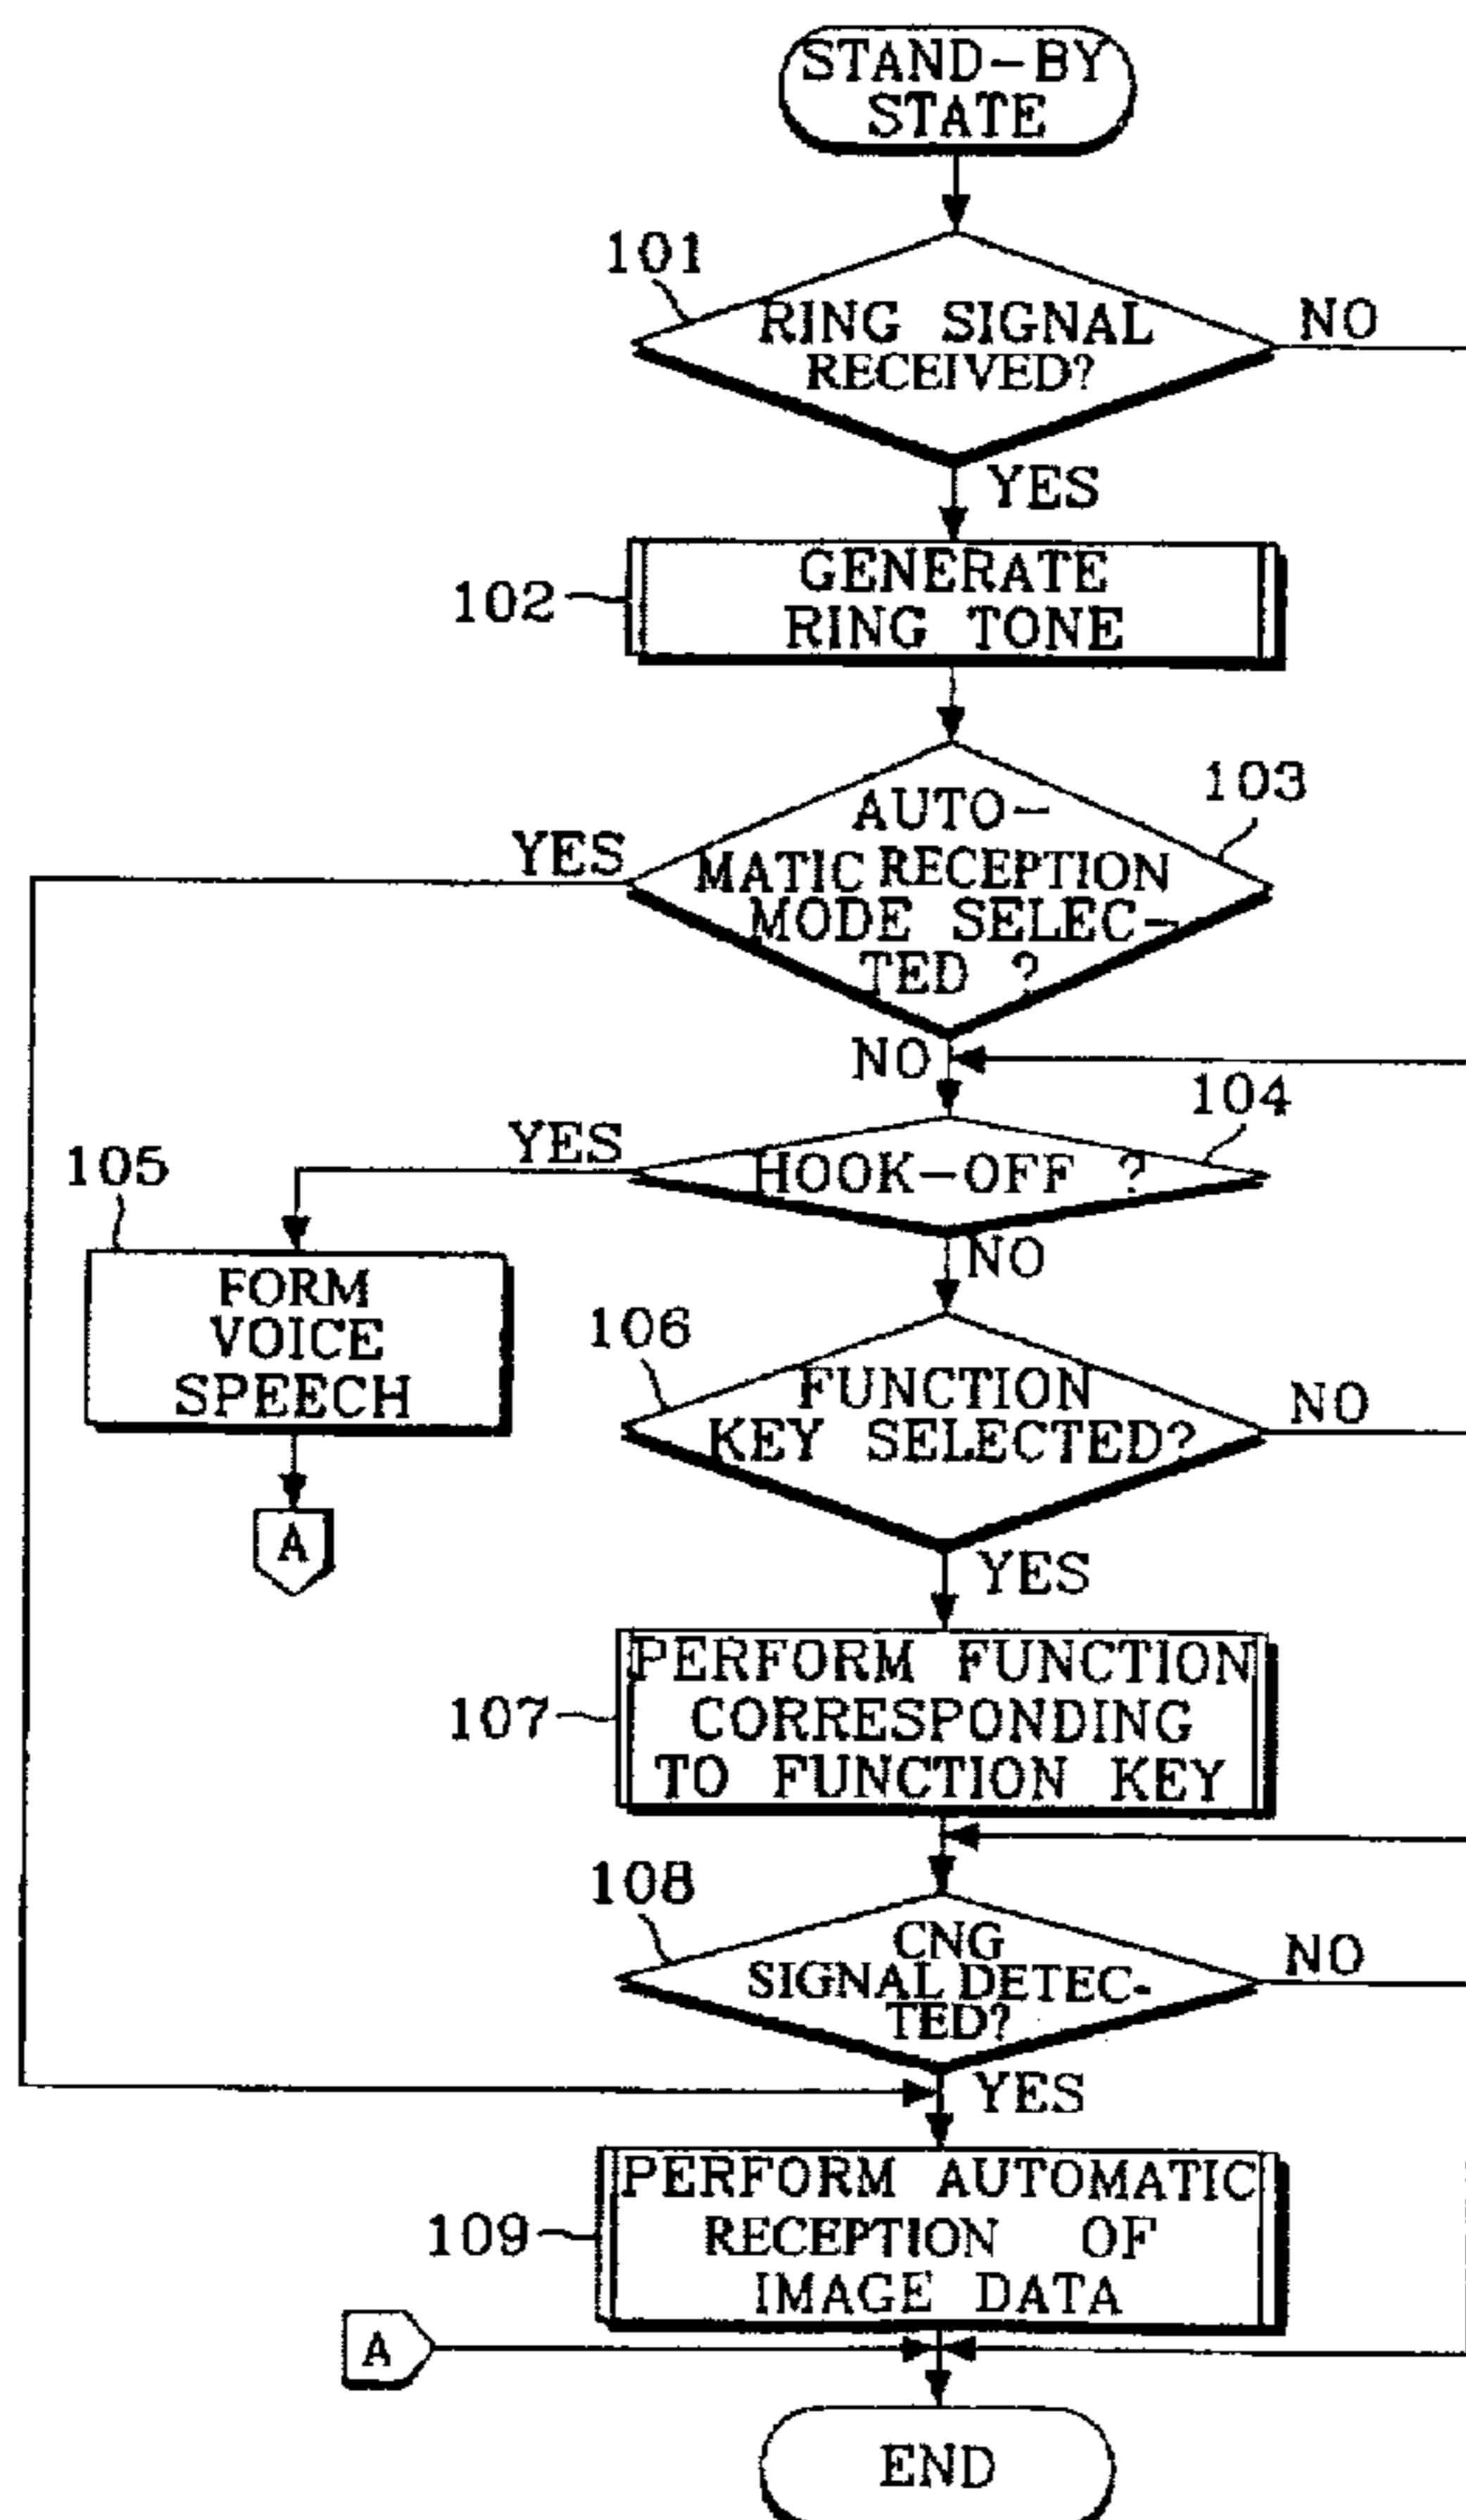 STAND-BY
STATE
101
RING SIGNAL
RECEIVED?
NO
YES
102
GENERATE
RING TONE
103
AUTO-
MATIC RECEPTION
MODE SELEC-
TED ?
YES
NO
104
HOOK-OFF ?
YES
NO
105
FORM
VOICE
SPEECH
A
106
FUNCTION
KEY SELECTED?
NO
YES
107
PERFORM FUNCTION
CORRESPONDING
TO FUNCTION KEY
108
CNG
SIGNAL DETEC-
TED?
NO
YES
109
PERFORM AUTOMATIC
RECEPTION OF
IMAGE DATA
A
END